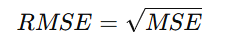 RMSE = √MSE